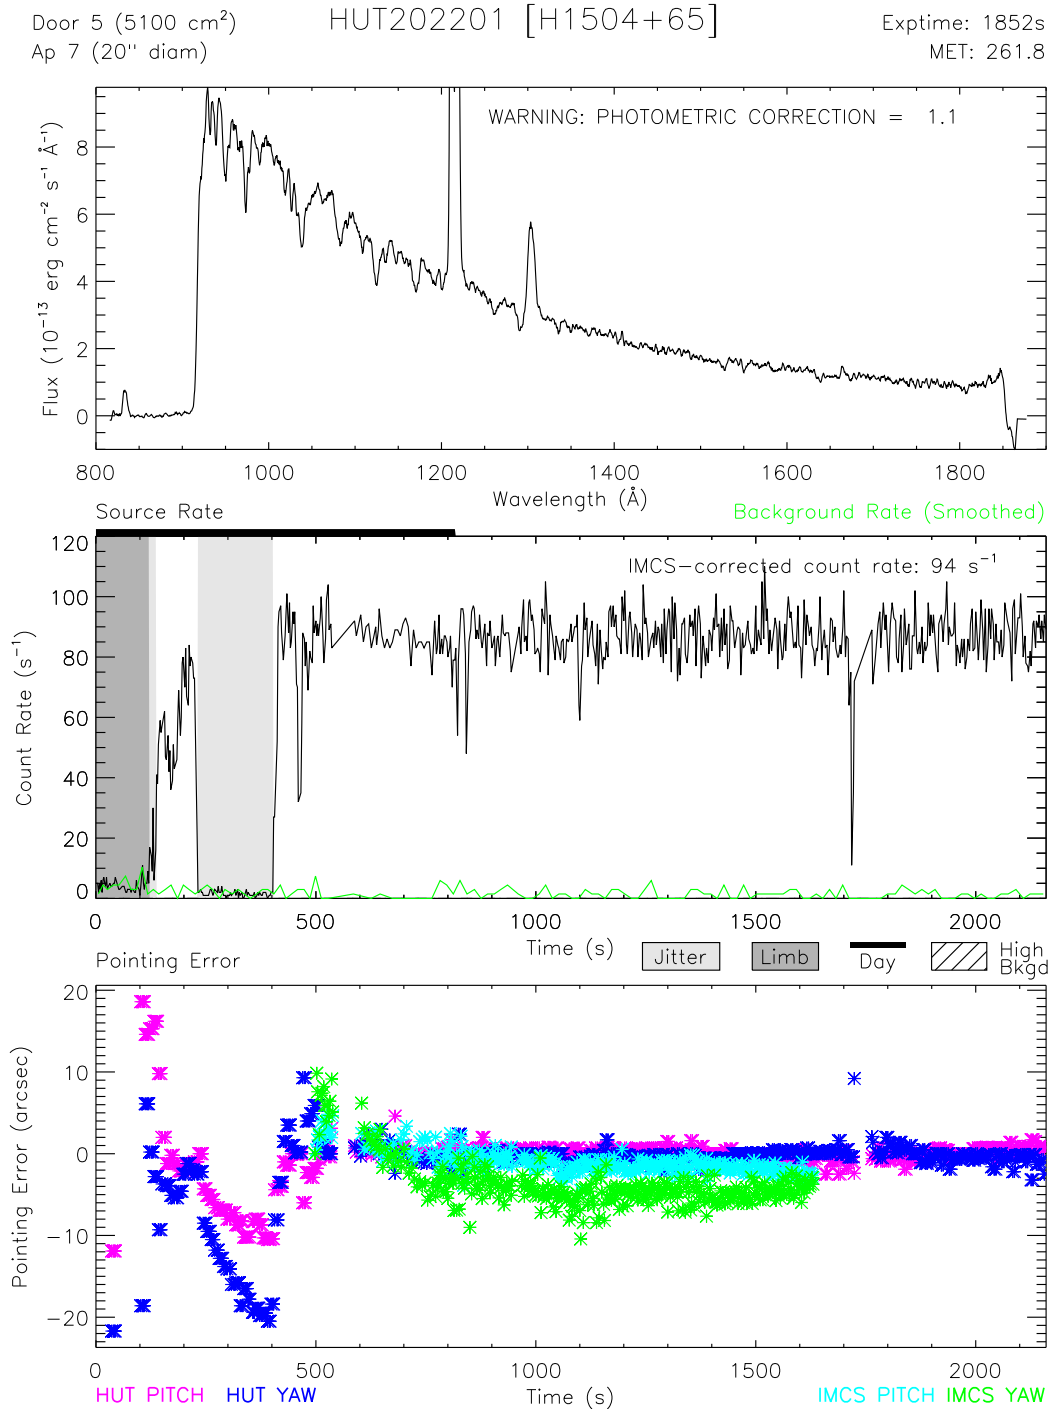 Door 5 (5100 cm²)
HUT202201 [H1504+65]
Exptime: 1852s
Ap 7 (20" diam)
MET: 261.8
WARNING: PHOTOMETRIC CORRECTION = 1.1
Flux (10⁻¹³ erg cm⁻² s⁻¹ Å⁻¹)
8
6
4
2
0
800 1000 1200 1400 1600 1800
Wavelength (Å)
Source Rate
Background Rate (Smoothed)
IMCS-corrected count rate: 94 s⁻¹
Count Rate (s⁻¹)
120
100
80
60
40
20
0
0 500 1000 1500 2000
Time (s)
Jitter
Limb
Day
High
Bkgd
Pointing Error
Pointing Error (arcsec)
20
10
0
-10
-20
0 500 1000 1500 2000
Time (s)
HUT PITCH HUT YAW
IMCS PITCH IMCS YAW